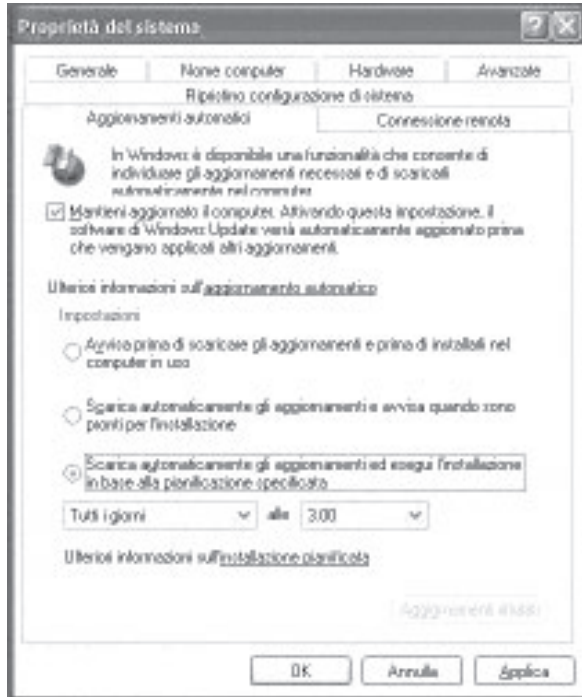 Proprietà del sistema
Generale
Nome computer
Hardware
Avanzate
Ripristino configurazione di sistema
Aggiornamenti automatici
Connessione remota
In Windows è disponibile una funzionalità che consente di
individuare gli aggiornamenti necessari e di scaricarli
automaticamente nel computer
Mantieni aggiornato il computer. Attivando questa impostazione, il
software di Windows Update verrà automaticamente aggiornato prima
che vengano applicati altri aggiornamenti.
Ulteriori informazioni sull'aggiornamento automatico
Impostazioni
Avvisa prima di scaricare gli aggiornamenti e prima di installarli nel
computer in uso
Scarica automaticamente gli aggiornamenti e avvisa quando sono
pronti per l'installazione
Scarica automaticamente gli aggiornamenti ed esegui l'installazione
in base alla pianificazione specificata
Tutti i giorni
alle
3.00
Ulteriori informazioni sull'installazione pianificata
Aggiornamenti
OK
Annulla
Applica